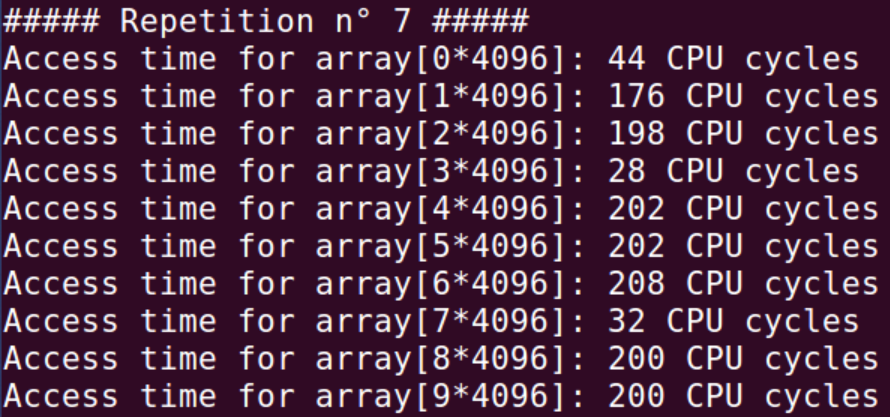 ##### Repetition n° 7 #####
Access time for array[0*4096]: 44 CPU cycles
Access time for array[1*4096]: 176 CPU cycles
Access time for array[2*4096]: 198 CPU cycles
Access time for array[3*4096]: 28 CPU cycles
Access time for array[4*4096]: 202 CPU cycles
Access time for array[5*4096]: 202 CPU cycles
Access time for array[6*4096]: 208 CPU cycles
Access time for array[7*4096]: 32 CPU cycles
Access time for array[8*4096]: 200 CPU cycles
Access time for array[9*4096]: 200 CPU cycles